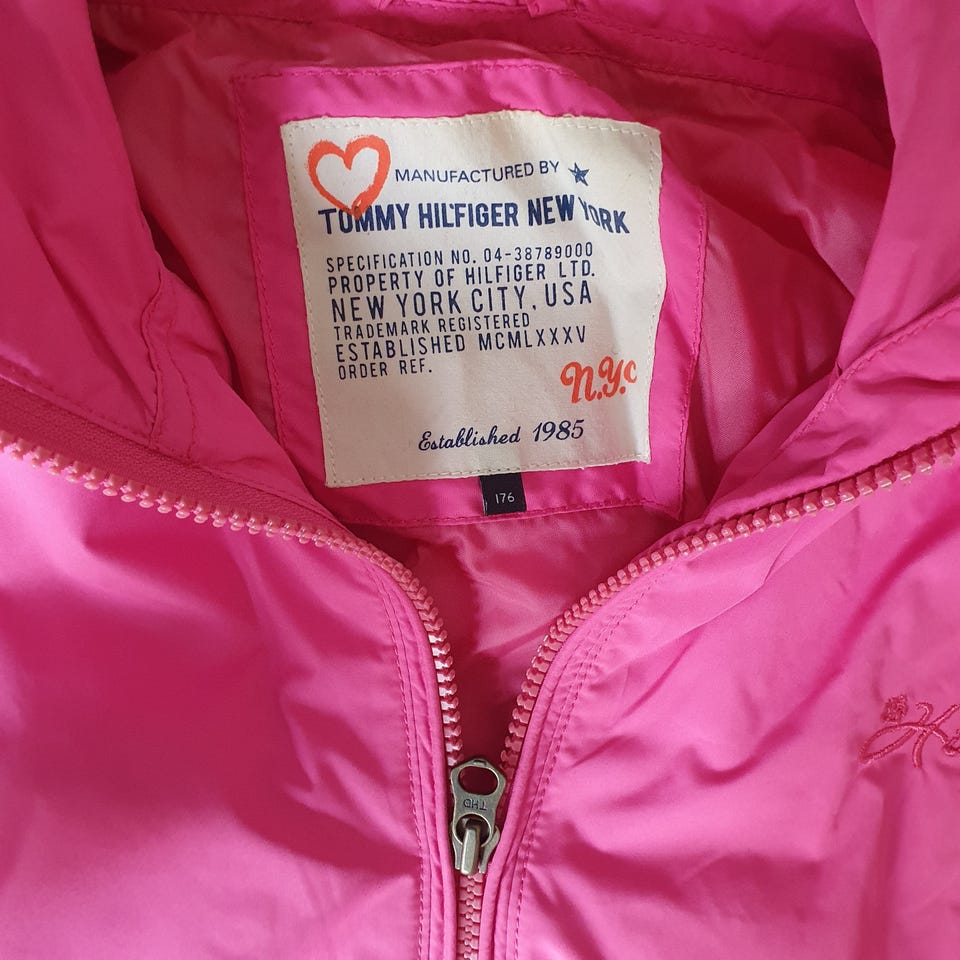 MANUFACTURED BY
TOMMY HILFIGER NEW YORK
SPECIFICATION NO. 04-38789000
PROPERTY OF HILFIGER LTD.
NEW YORK CITY, USA
TRADEMARK REGISTERED
ESTABLISHED MCMLXXXV
ORDER REF.
N.Y.C
Established 1985
176
THD